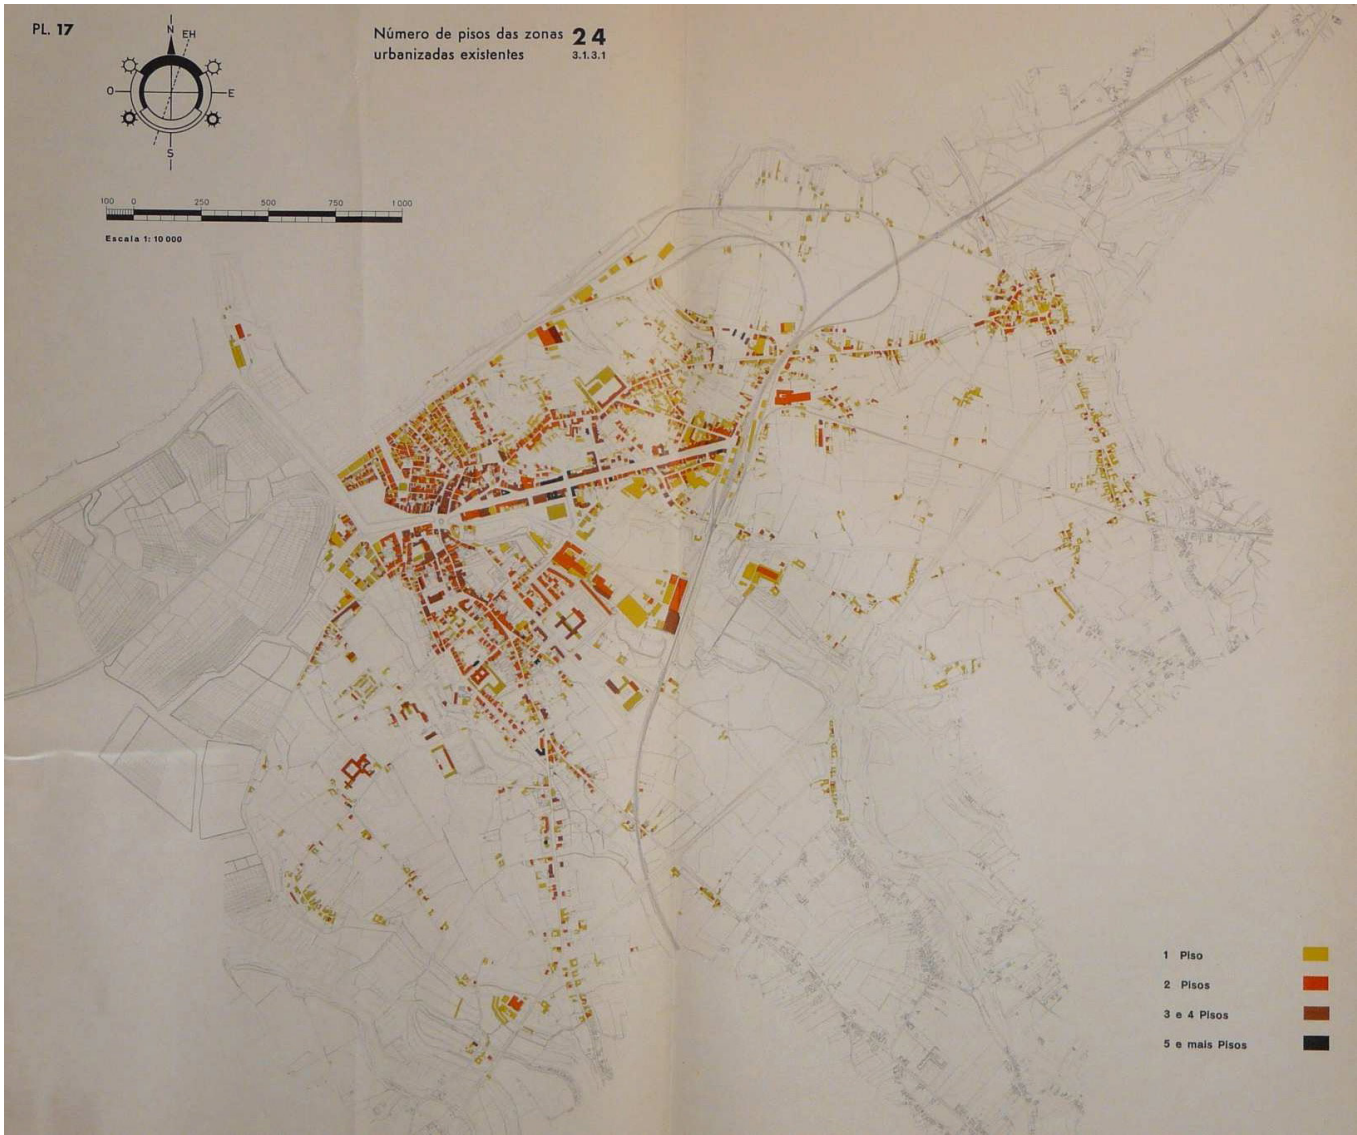 PL. 17
N
EH
O
E
S
Número de pisos das zonas
urbanizadas existentes
24
3.1.3.1
100 0 250 500 750 1 000
Escala 1: 10 000
1 Piso
2 Pisos
3 e 4 Pisos
5 e mais Pisos